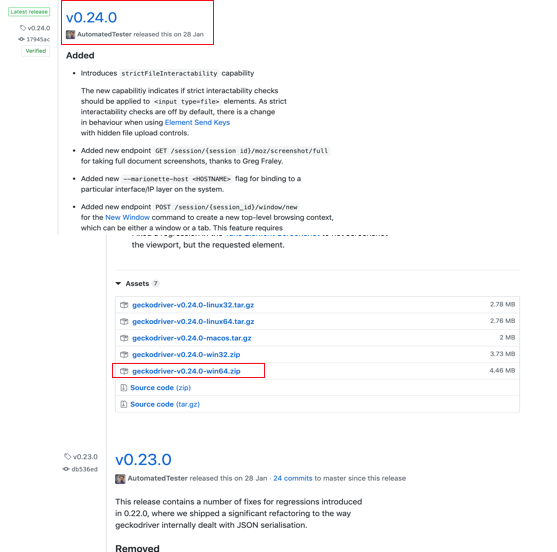 Latest release
v0.24.0
17945ac
Verified
v0.24.0
AutomatedTester released this on 28 Jan
Added
Introduces strictFileInteractability capability
The new capabilitiy indicates if strict interactability checks
should be applied to <input type=file> elements. As strict
interactability checks are off by default, there is a change
in behaviour when using Element Send Keys
with hidden file upload controls.
Added new endpoint GET /session/{session id}/moz/screenshot/full
for taking full document screenshots, thanks to Greg Fraley.
Added new --marionette-host <HOSTNAME> flag for binding to a
particular interface/IP layer on the system.
Added new endpoint POST /session/{session_id}/window/new
for the New Window command to create a new top-level browsing context,
which can be either a window or a tab. This feature requires
the viewport, but the requested element.
Assets 7
geckodriver-v0.24.0-linux32.tar.gz 2.78 MB
geckodriver-v0.24.0-linux64.tar.gz 2.76 MB
geckodriver-v0.24.0-macos.tar.gz 2 MB
geckodriver-v0.24.0-win32.zip 3.73 MB
geckodriver-v0.24.0-win64.zip 4.46 MB
Source code (zip)
Source code (tar.gz)
v0.23.0
db536ed
v0.23.0
AutomatedTester released this on 28 Jan · 24 commits to master since this release
This release contains a number of fixes for regressions introduced
in 0.22.0, where we shipped a significant refactoring to the way
geckodriver internally dealt with JSON serialisation.
Removed